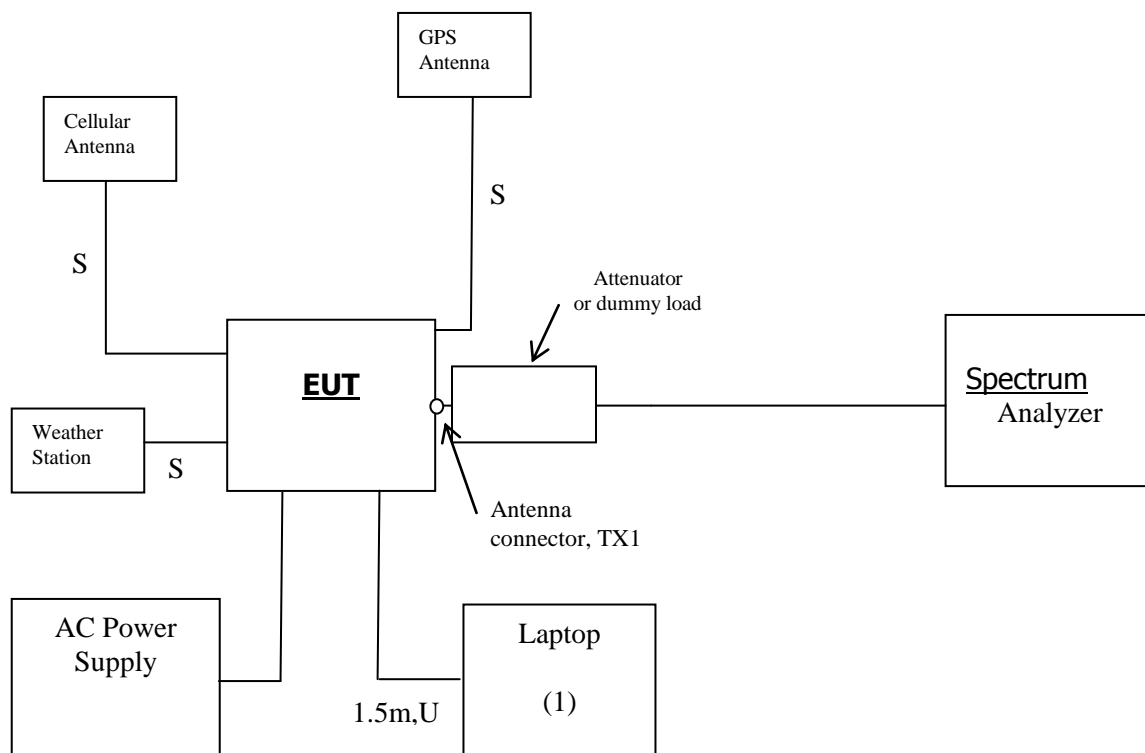 GPS
Antenna
Cellular
Antenna
S
S
Attenuator
or dummy load
EUT
Spectrum
Analyzer
Weather
Station
S
Antenna
connector, TX1
AC Power
Supply
Laptop
(1)
1.5m,U